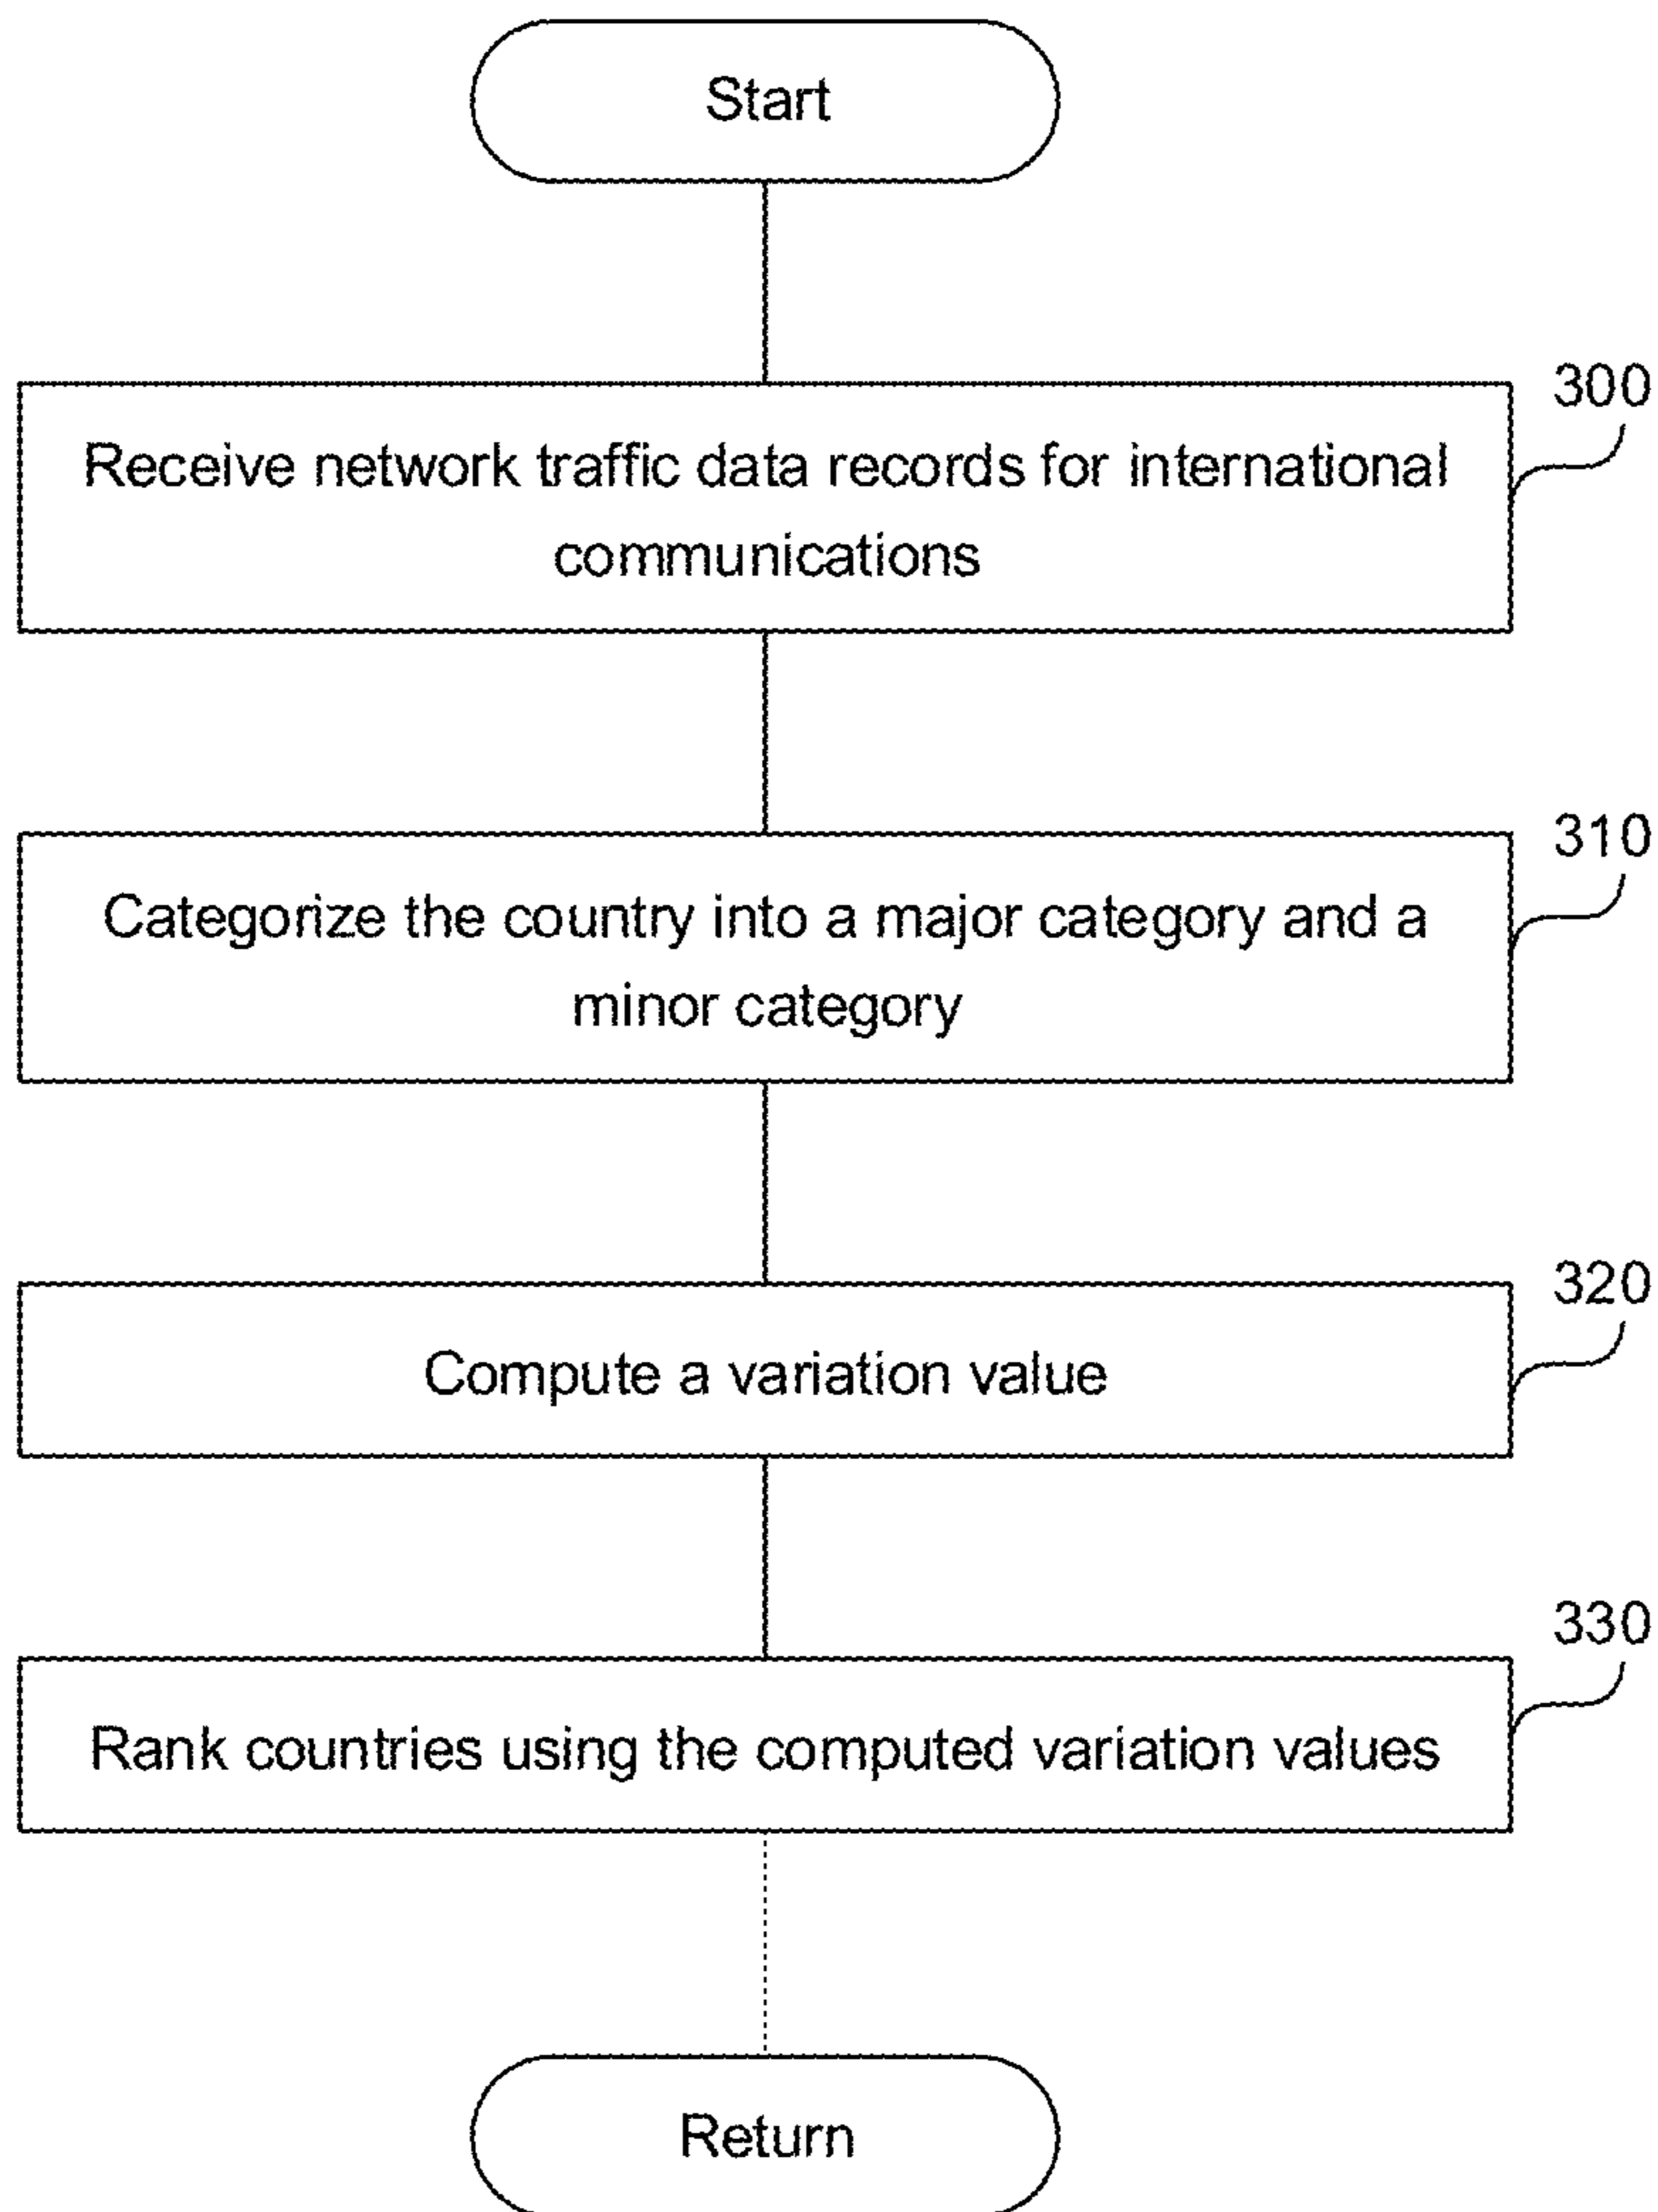 Start
300
Receive network traffic data records for international
communications
310
Categorize the country into a major category and a
minor category
320
Compute a variation value
330
Rank countries using the computed variation values
Return